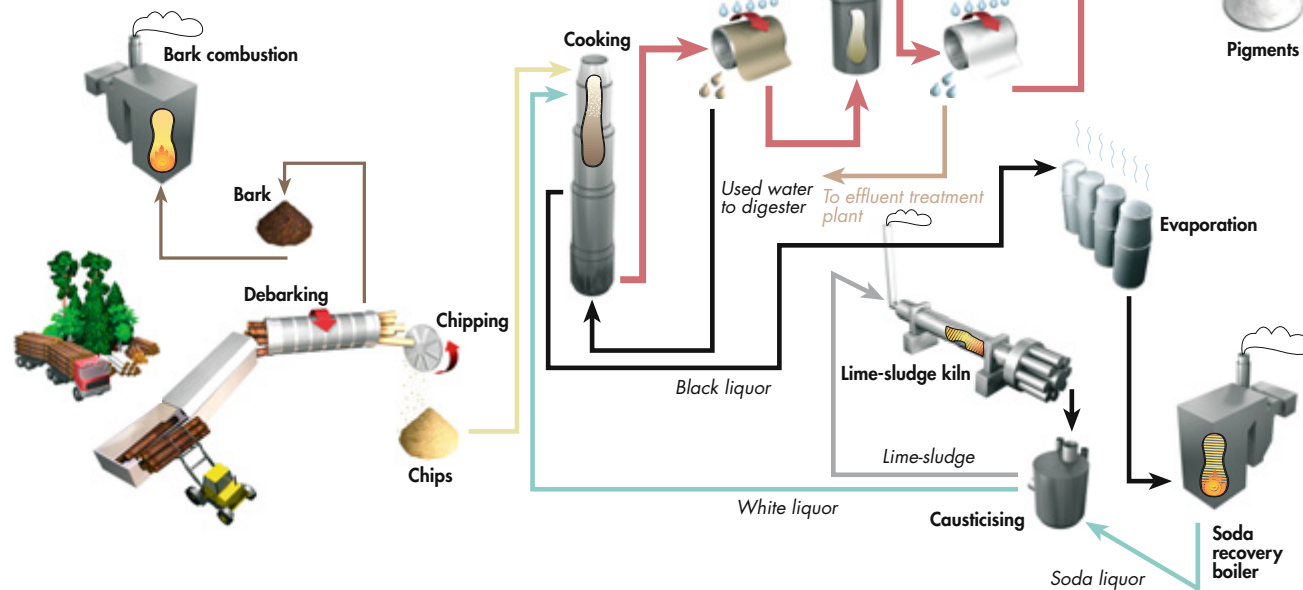 Bark combustion
Cooking
Pigments
Bark
Used water
to digester
To effluent treatment
plant
Evaporation
Debarking
Chipping
Black liquor
Lime-sludge kiln
Chips
Lime-sludge
White liquor
Causticising
Soda
recovery
boiler
Soda liquor